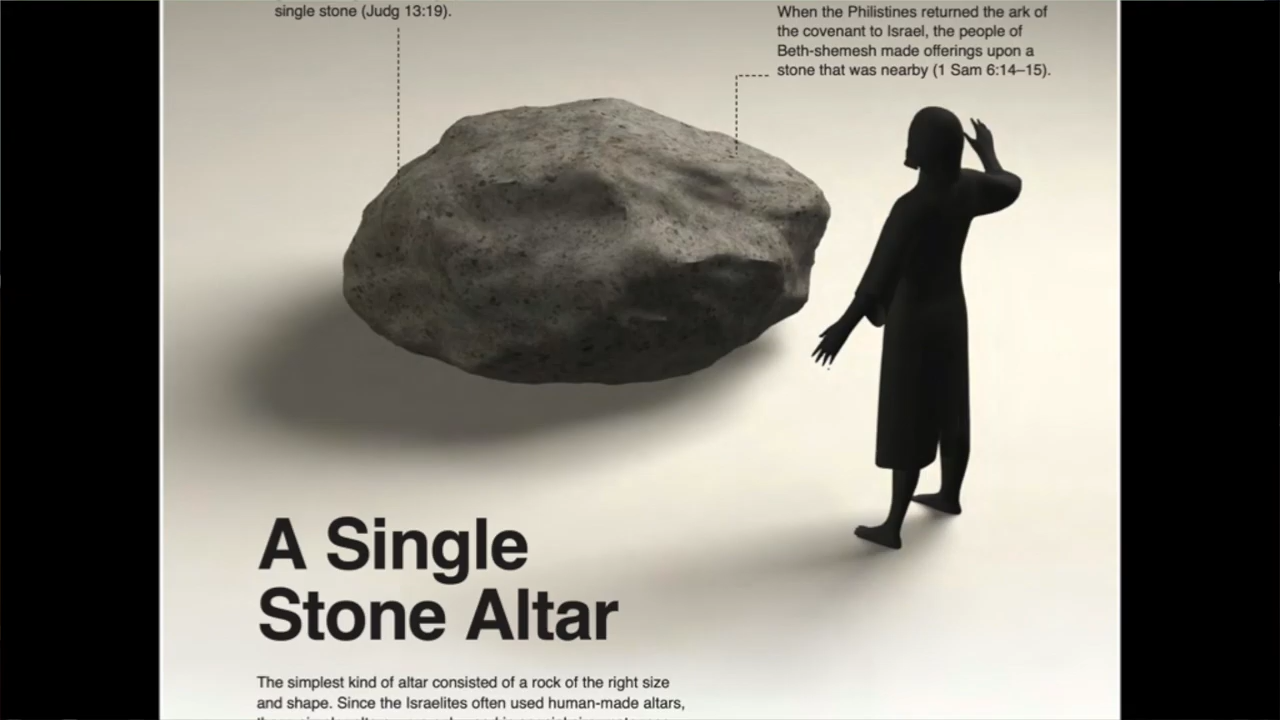 single stone (Judg 13:19).
When the Philistines returned the ark of
the covenant to Israel, the people of
Beth-shemesh made offerings upon a
stone that was nearby (1 Sam 6:14–15).
A Single
Stone Altar
The simplest kind of altar consisted of a rock of the right size
and shape. Since the Israelites often used human-made altars,